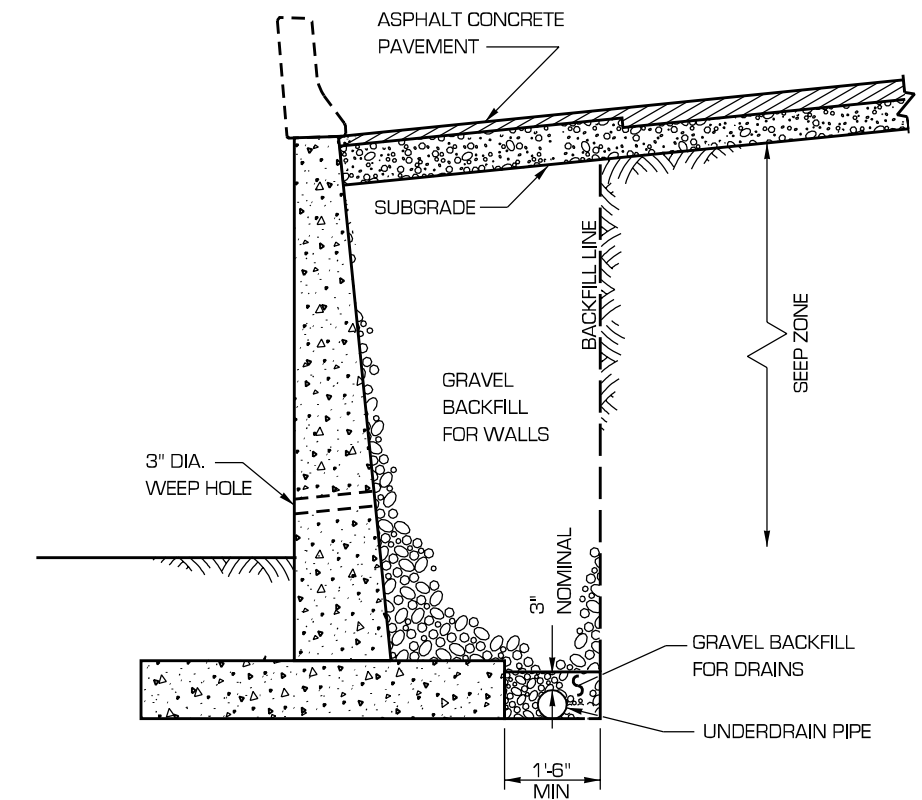 ASPHALT CONCRETE
PAVEMENT
SUBGRADE
BACKFILL LINE
SEEP ZONE
GRAVEL
BACKFILL
FOR WALLS
3" DIA.
WEEP HOLE
3"
NOMINAL
GRAVEL BACKFILL
FOR DRAINS
UNDERDRAIN PIPE
1'-6"
MIN